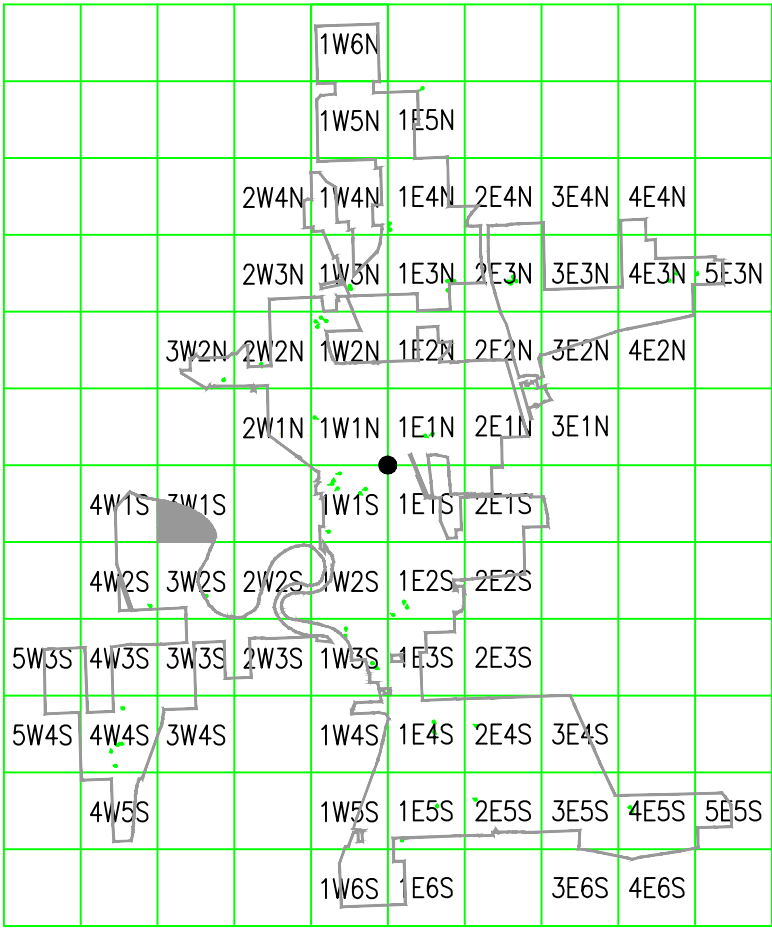 1W6N
1W5N 1E5N
2W4N 1W4N 1E4N 2E4N 3E4N 4E4N
2W3N 1W3N 1E3N 2E3N 3E3N 4E3N 5E3N
3W2N 2W2N 1W2N 1E2N 2E2N 3E2N 4E2N
2W1N 1W1N 1E1N 2E1N 3E1N
4W1S 3W1S 1W1S 1E1S 2E1S
4W2S 3W2S 2W2S 1W2S 1E2S 2E2S
5W3S 4W3S 3W3S 2W3S 1W3S 1E3S 2E3S
5W4S 4W4S 3W4S 1W4S 1E4S 2E4S 3E4S
4W5S 1W5S 1E5S 2E5S 3E5S 4E5S 5E5S
1W6S 1E6S 3E6S 4E6S